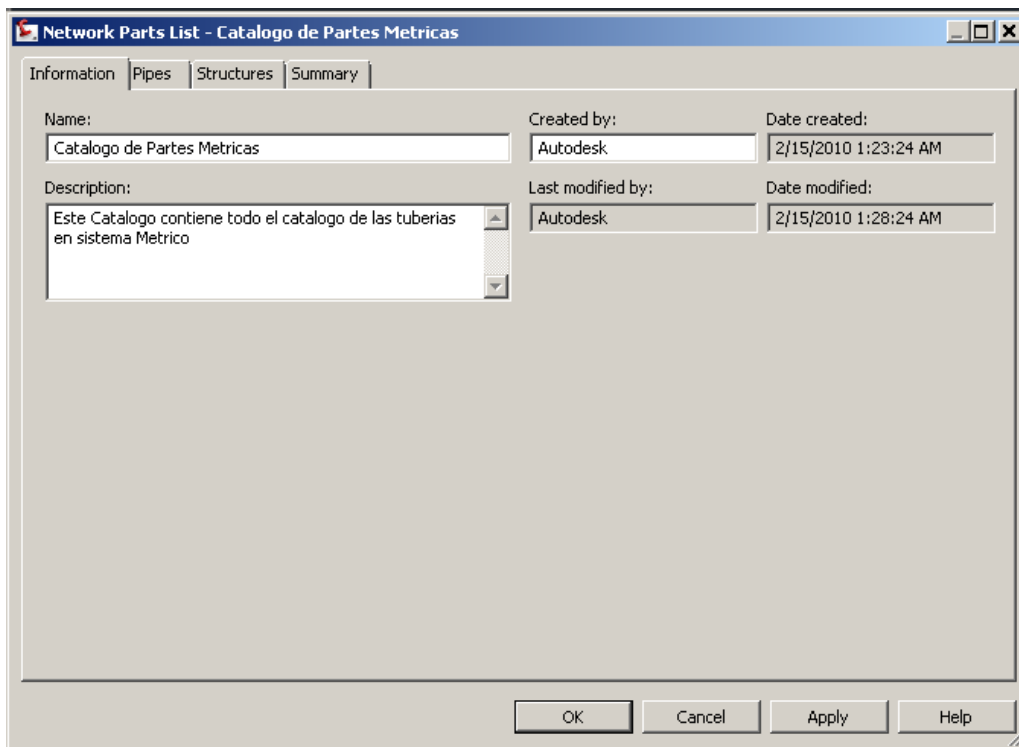 Network Parts List - Catalogo de Partes Metricas
Information Pipes Structures Summary
Name: Created by: Date created:
Catalogo de Partes Metricas Autodesk 2/15/2010 1:23:24 AM
Description: Last modified by: Date modified:
Este Catalogo contiene todo el catalogo de las tuberias Autodesk 2/15/2010 1:28:24 AM
en sistema Metrico
OK Cancel Apply Help